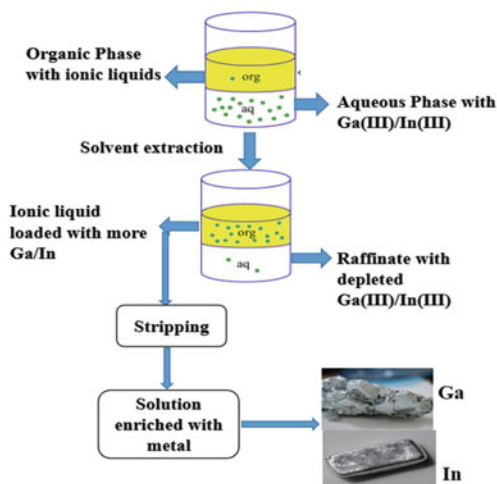 Organic Phase
with ionic liquids
org
aq
Aqueous Phase with
Ga(III)/In(III)
Solvent extraction
Ionic liquid
loaded with more
Ga/In
org
aq
Raffinate with
depleted
Ga(III)/In(III)
Stripping
Solution
enriched with
metal
Ga
In